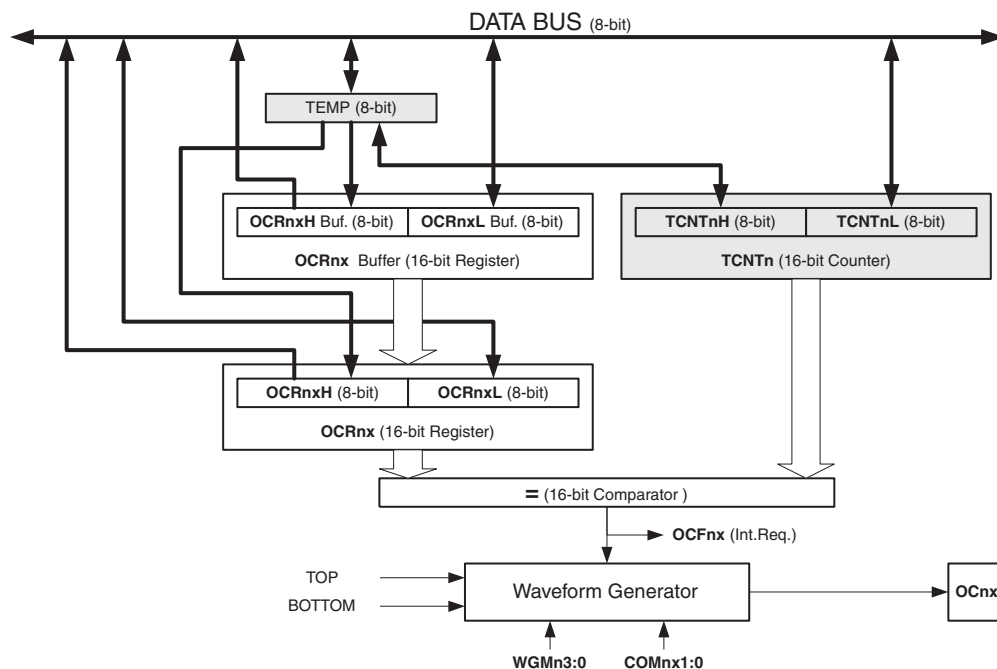 DATA BUS (8-bit)
TEMP (8-bit)
OCRnxH Buf. (8-bit)
OCRnxL Buf. (8-bit)
OCRnx Buffer (16-bit Register)
TCNTnH (8-bit)
TCNTnL (8-bit)
TCNTn (16-bit Counter)
OCRnxH (8-bit)
OCRnxL (8-bit)
OCRnx (16-bit Register)
= (16-bit Comparator )
OCFnx (Int.Req.)
TOP
BOTTOM
Waveform Generator
OCnx
WGMn3:0
COMnx1:0